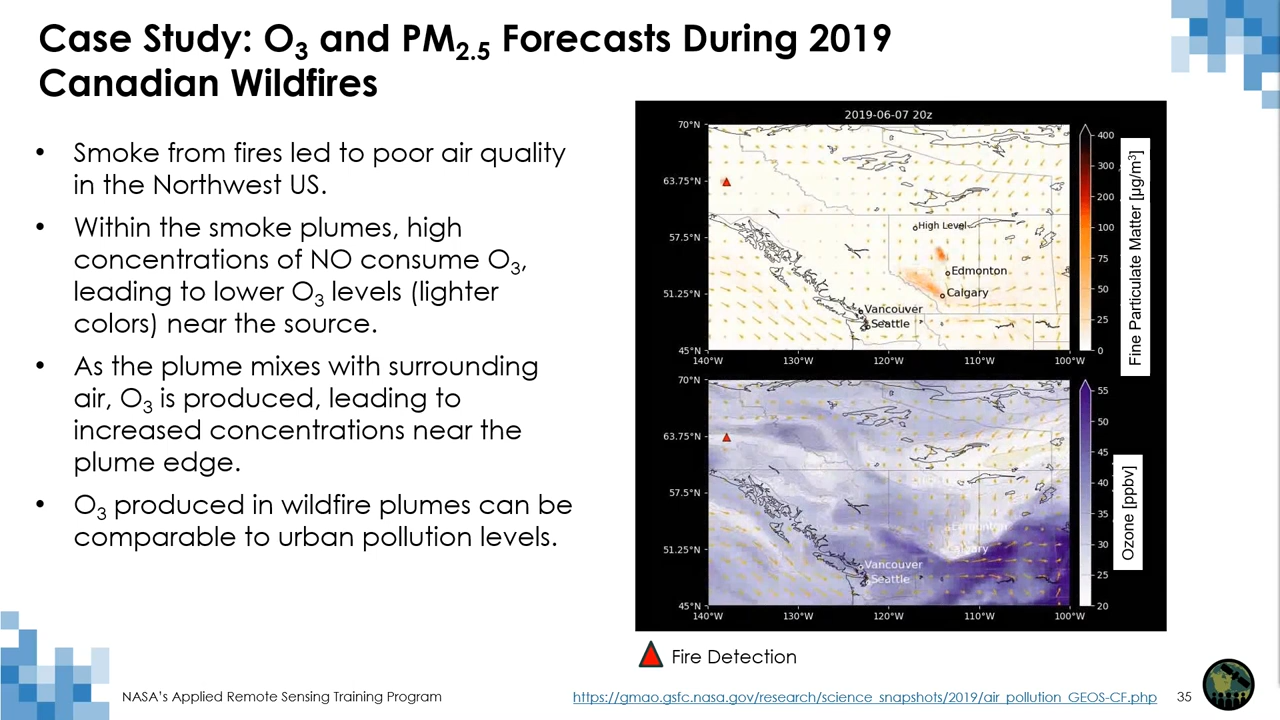 Case Study: O3 and PM2.5 Forecasts During 2019
Canadian Wildfires
• Smoke from fires led to poor air quality
in the Northwest US.
• Within the smoke plumes, high
concentrations of NO consume O3,
leading to lower O3 levels (lighter
colors) near the source.
• As the plume mixes with surrounding
air, O3 is produced, leading to
increased concentrations near the
plume edge.
• O3 produced in wildfire plumes can be
comparable to urban pollution levels.
2019-06-07 20z
70°N
63.75°N
57.5°N
51.25°N
45°N
140°W 130°W 120°W 110°W 100°W
High Level
Edmonton
Calgary
Vancouver
Seattle
400
300
200
100
75
50
25
0
Fine Particulate Matter [µg/m³]
70°N
63.75°N
57.5°N
51.25°N
45°N
140°W 130°W 120°W 110°W 100°W
Edmonton
Calgary
Vancouver
Seattle
55
50
45
40
35
30
25
20
Ozone [ppbv]
Fire Detection
NASA's Applied Remote Sensing Training Program
https://gmao.gsfc.nasa.gov/research/science_snapshots/2019/air_pollution_GEOS-CF.php
35